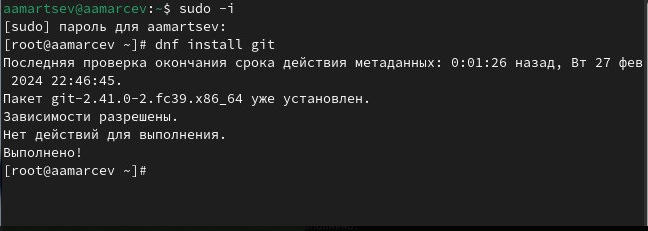 aamartsev@aamarcev:~$ sudo -i
[sudo] пароль для aamartsev:
[root@aamarcev ~]# dnf install git
Последняя проверка окончания срока действия метаданных: 0:01:26 назад, Вт 27 фев
 2024 22:46:45.
Пакет git-2.41.0-2.fc39.x86_64 уже установлен.
Зависимости разрешены.
Нет действий для выполнения.
Выполнено!
[root@aamarcev ~]#